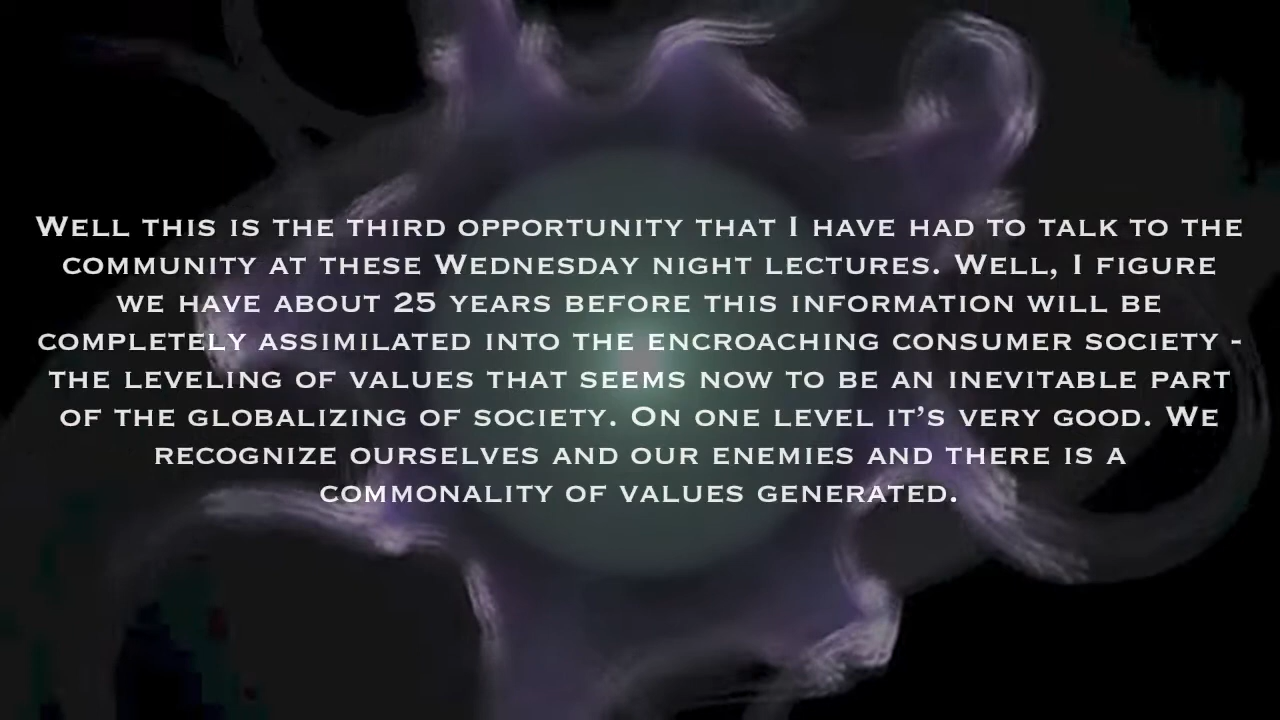 Well this is the third opportunity that I have had to talk to the
community at these Wednesday night lectures. Well, I figure
we have about 25 years before this information will be
completely assimilated into the encroaching consumer society -
the leveling of values that seems now to be an inevitable part
of the globalizing of society. On one level it's very good. We
recognize ourselves and our enemies and there is a
commonality of values generated.